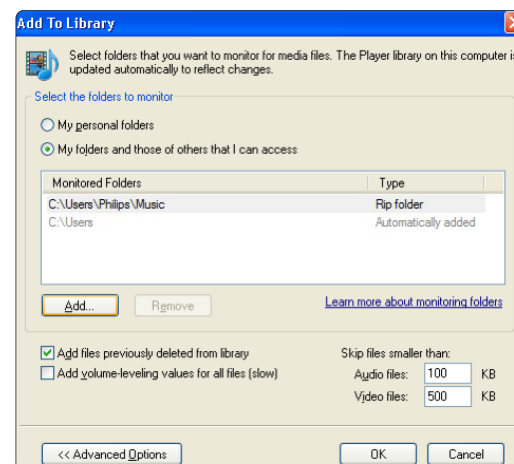 Add To Library
Select folders that you want to monitor for media files. The Player library on this computer is
updated automatically to reflect changes.
Select the folders to monitor
My personal folders
My folders and those of others that I can access
Monitored Folders Type
C:\Users\Philips\Music Rip folder
C:\Users Automatically added
Add... Remove Learn more about monitoring folders
Add files previously deleted from library Skip files smaller than:
Add volume-leveling values for all files (slow) Audio files: 100 KB
Video files: 500 KB
<< Advanced Options OK Cancel